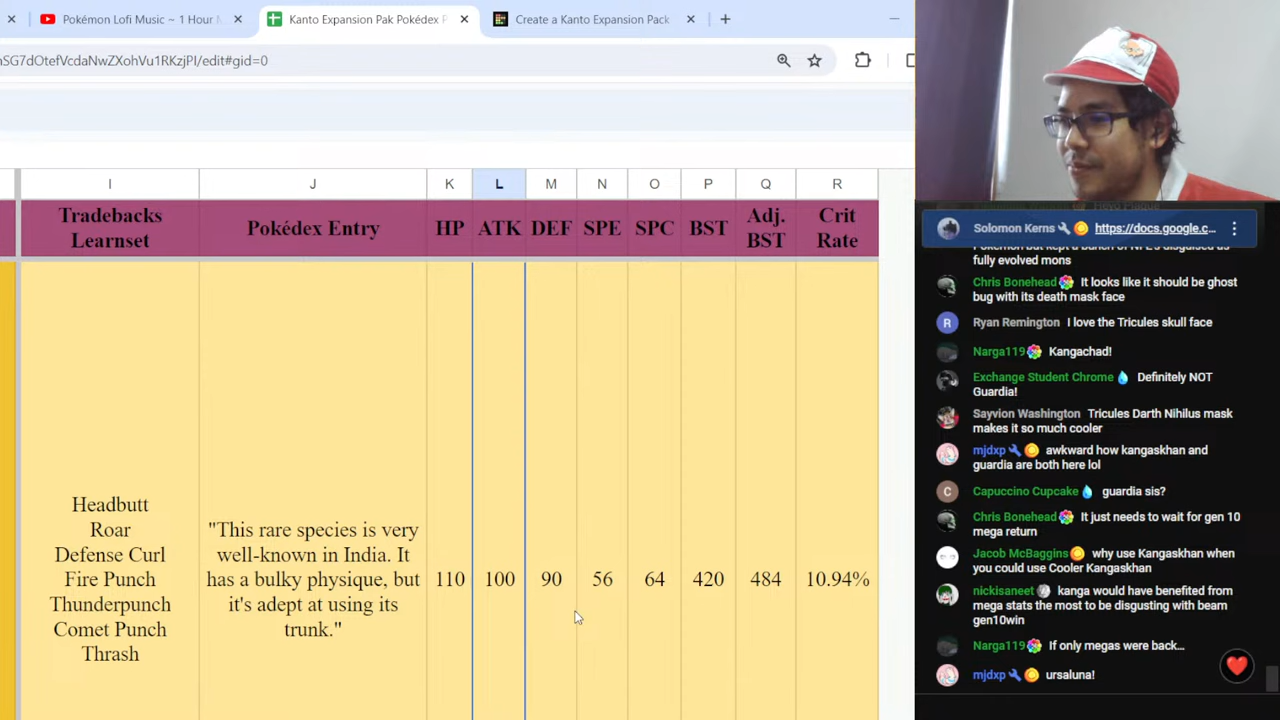 Pokémon Lofi Music ~ 1 Hour
Kanto Expansion Pak Pokédex
Create a Kanto Expansion Pack
aSG7dOtefVcdaNwZXohVu1RKzjPI/edit#gid=0
I J K L M N O P Q R
Tradebacks
Learnset
Pokédex Entry
HP ATK DEF SPE SPC BST
Adj.
BST
Crit
Rate
Headbutt
Roar
Defense Curl
Fire Punch
Thunderpunch
Comet Punch
Thrash
"This rare species is very
well-known in India. It
has a bulky physique, but
it's adept at using its
trunk."
110 100 90 56 64 420 484 10.94%
Solomon Kerns https://docs.google.c...
fully evolved mons
Chris Bonehead It looks like it should be ghost
bug with its death mask face
Ryan Remington I love the Tricules skull face
Narga119 Kangachad!
Exchange Student Chrome Definitely NOT
Guardia!
Sayvion Washington Tricules Darth Nihilus mask
makes it so much cooler
mjdxp awkward how kangaskhan and
guardia are both here lol
Capuccino Cupcake guardia sis?
Chris Bonehead It just needs to wait for gen 10
mega return
Jacob McBaggins why use Kangaskhan when
you could use Cooler Kangaskhan
nickisaneet kanga would have benefited from
mega stats the most to be disgusting with beam
gen10win
Narga119 If only megas were back...
mjdxp ursaluna!